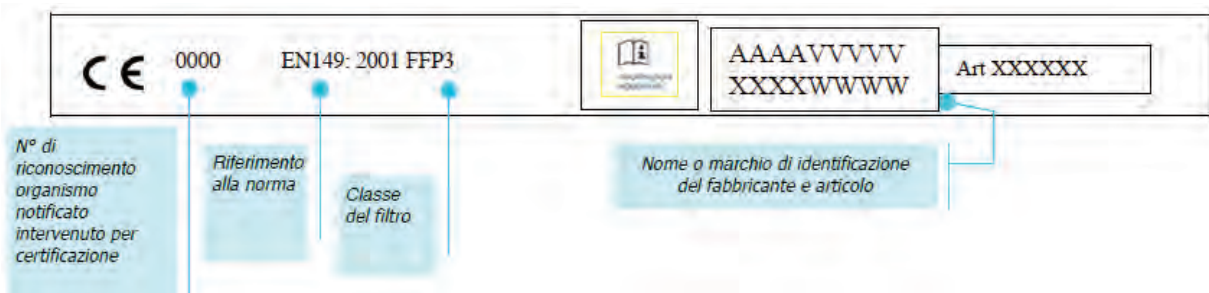 CE 0000 EN149: 2001 FFP3
AAAAVVVVV
XXXXWWWW
Art XXXXXX
N° di
riconoscimento
organismo
notificato
intervenuto per
certificazione
Riferimento
alla norma
Classe
del filtro
Nome o marchio di identificazione
del fabbricante e articolo